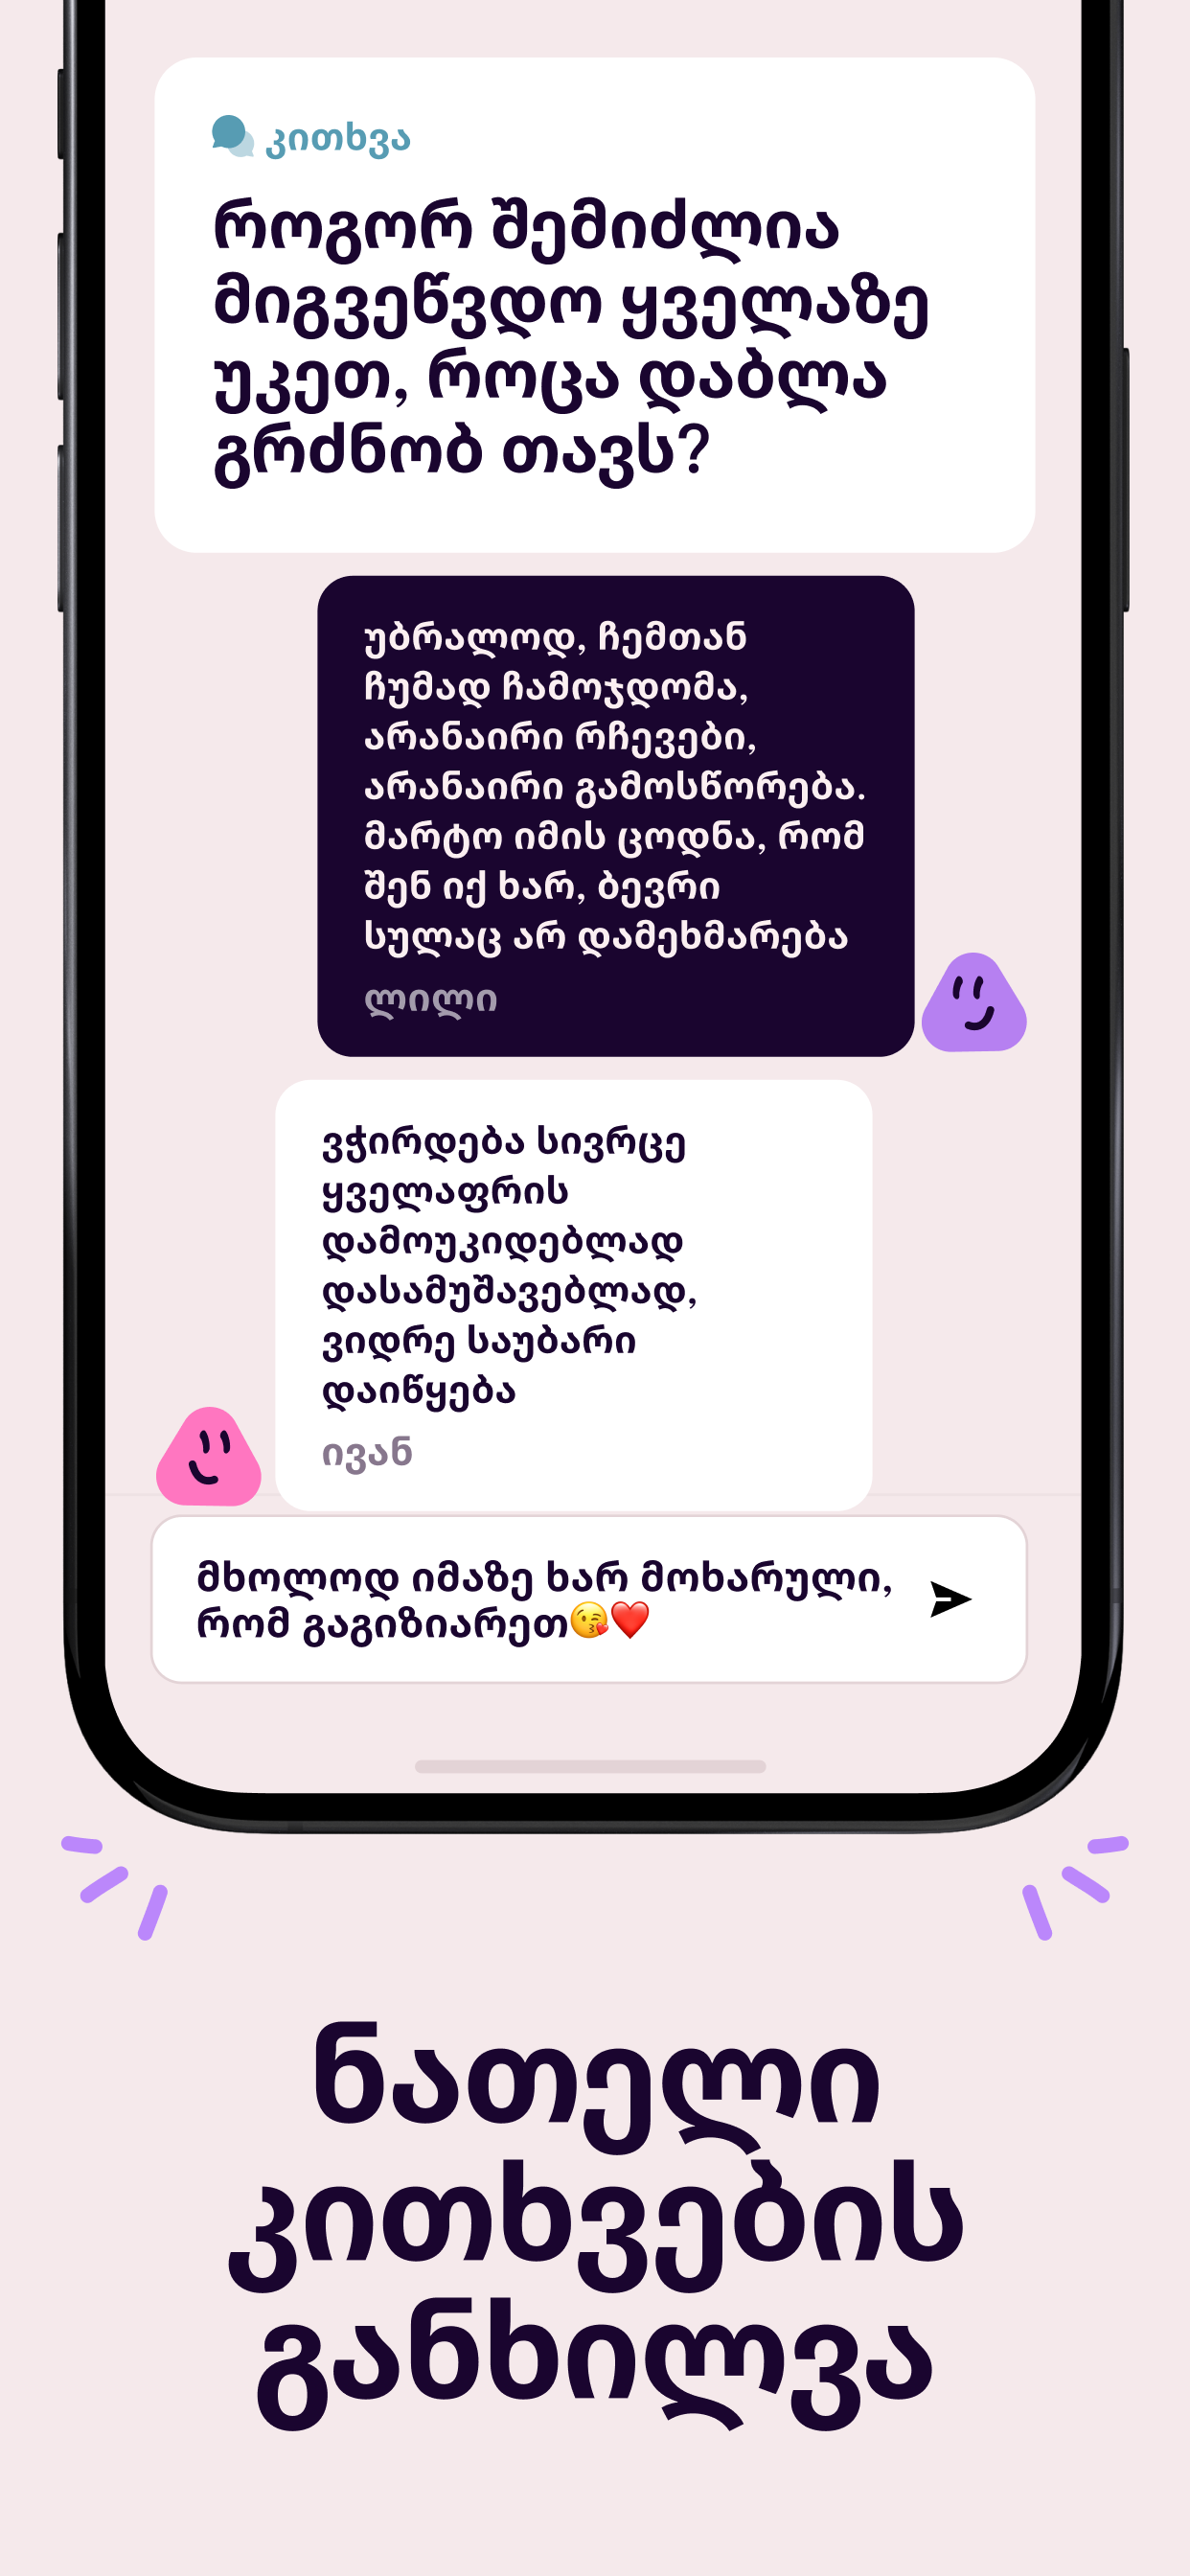 კითხვა
როგორ შემიძლია
მიგვეწვდო ყველაზე
უკეთ, როცა დაბლა
გრძნობ თავს?
უბრალოდ, ჩემთან
ჩუმად ჩამოჯდომა,
არანაირი რჩევები,
არანაირი გამოსწორება.
მარტო იმის ცოდნა, რომ
შენ იქ ხარ, ბევრი
სულაც არ დამეხმარება
ლილი
ვჭირდება სივრცე
ყველაფრის
დამოუკიდებლად
დასამუშავებლად,
ვიდრე საუბარი
დაიწყება
ივან
მხოლოდ იმაზე ხარ მოხარული,
რომ გაგიზიარეთ😘❤️
ნათელი
კითხვების
განხილვა